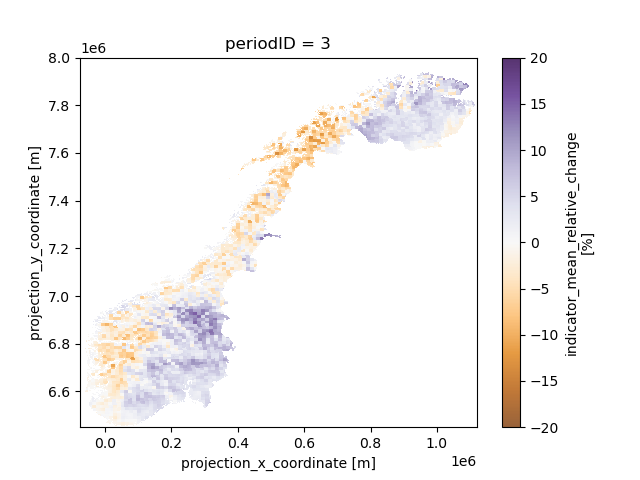 periodID = 3
1e6
8.0
7.8
7.6
7.4
7.2
7.0
6.8
6.6
projection_y_coordinate [m]
0.0 0.2 0.4 0.6 0.8 1.0
1e6
projection_x_coordinate [m]
20
15
10
5
0
−5
−10
−15
−20
indicator_mean_relative_change
[%]